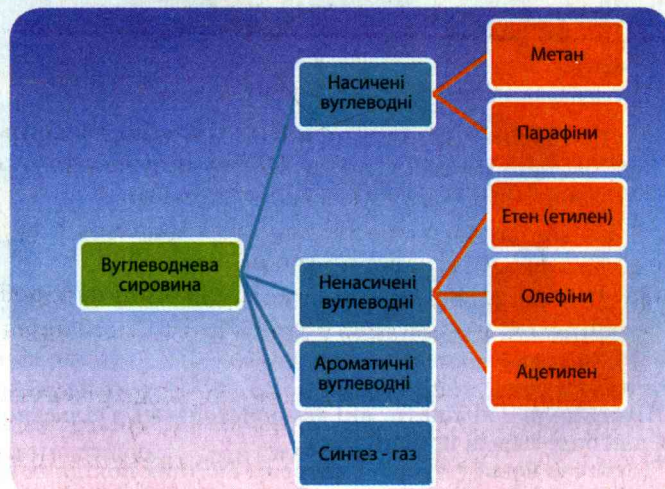 Вуглеводнева
сировина
Насичені
вуглеводні
Метан
Парафіни
Ненасичені
вуглеводні
Етен (етилен)
Олефіни
Ацетилен
Ароматичні
вуглеводні
Синтез - газ